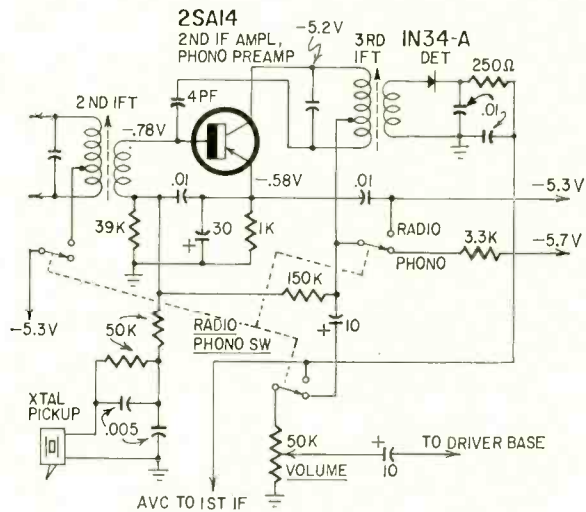 2SA14
2ND IF AMPL,
PHONO PREAMP
-5.2V
3RD
IFT
1N34-A
DET
250Ω
4PF
2ND IFT
-.78V
.01
-.58V
.01
.01
-5.3V
RADIO
39K
30
+
1K
PHONO
3.3K
-5.7V
150K
-5.3V
50K
RADIO
PHONO SW
+
10
XTAL
PICKUP
.005
50K
VOLUME
+
10
TO DRIVER BASE
AVC TO 1ST IF